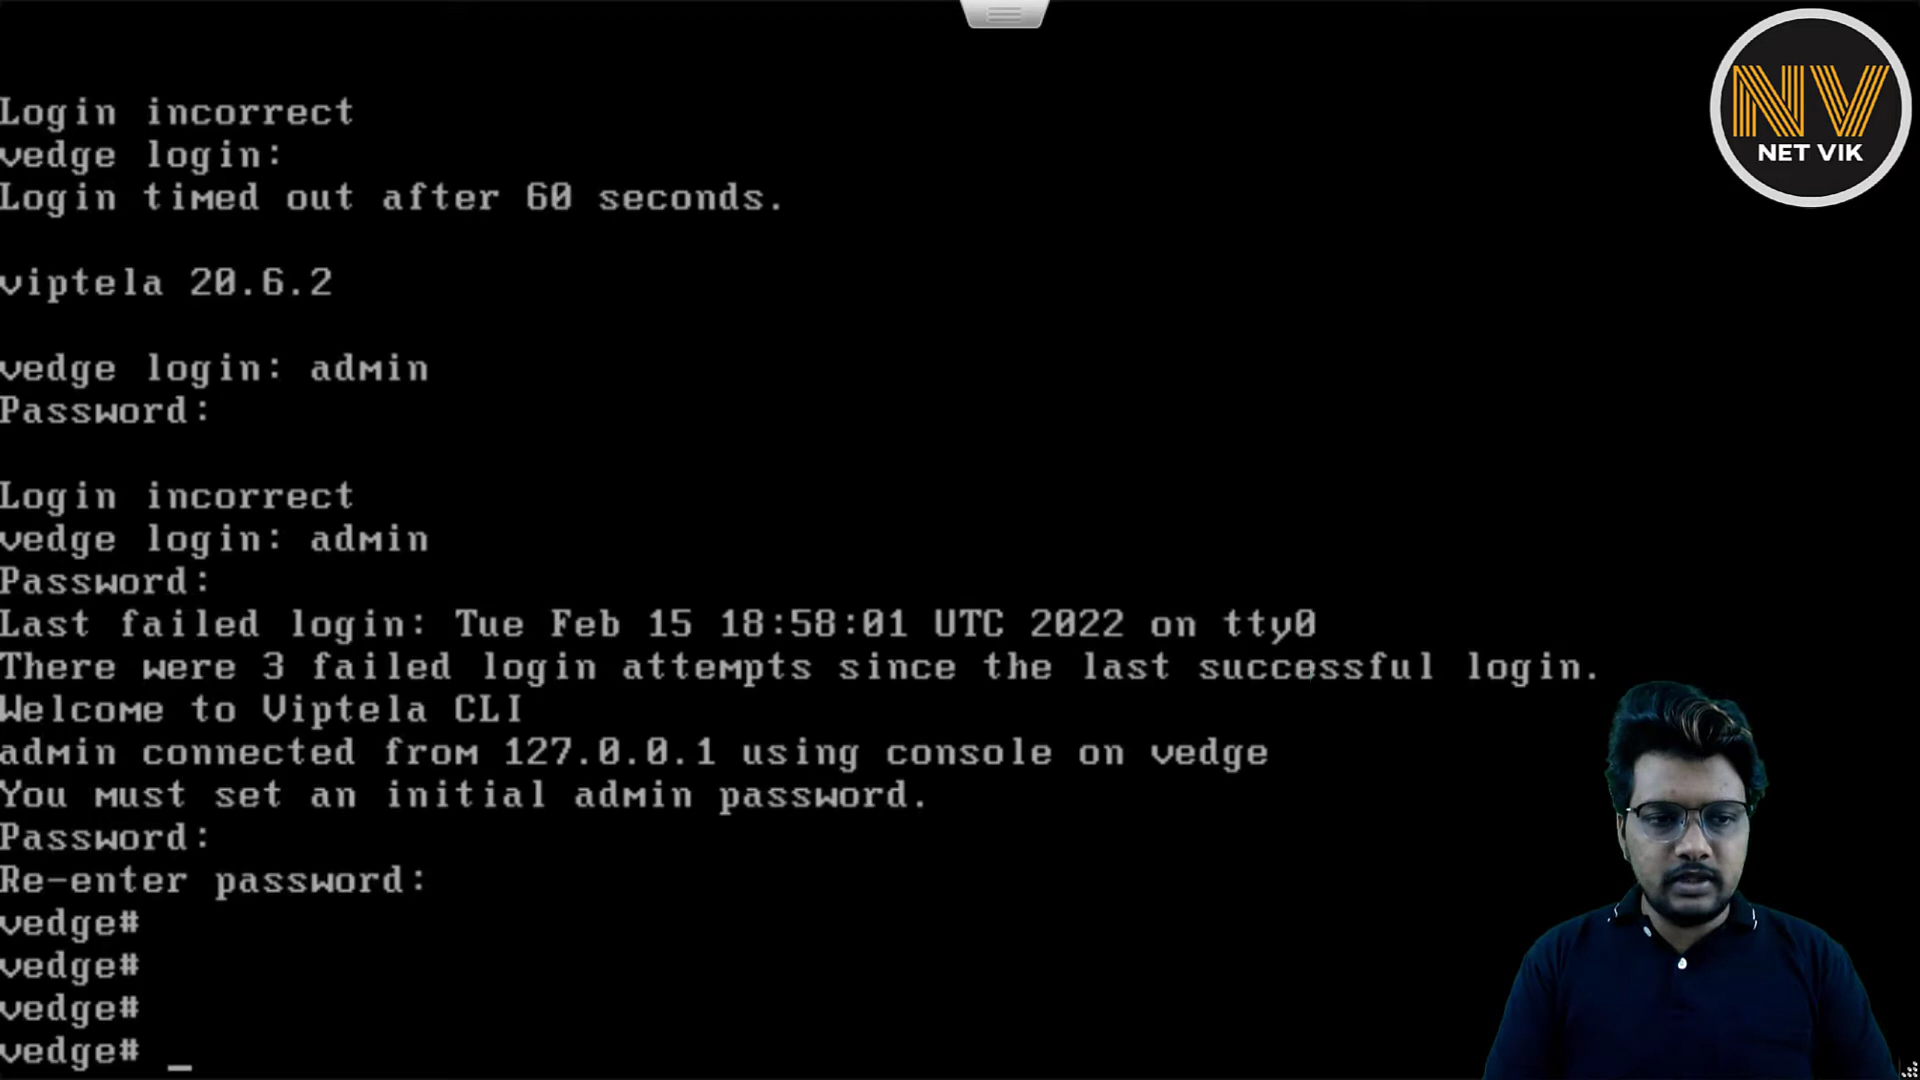 NV
NET VIK
Login incorrect
vedge login:
Login timed out after 60 seconds.
viptela 20.6.2
vedge login: admin
Password:
Login incorrect
vedge login: admin
Password:
Last failed login: Tue Feb 15 18:58:01 UTC 2022 on tty0
There were 3 failed login attempts since the last successful login.
Welcome to Viptela CLI
admin connected from 127.0.0.1 using console on vedge
You must set an initial admin password.
Password:
Re-enter password:
vedge#
vedge#
vedge#
vedge# _